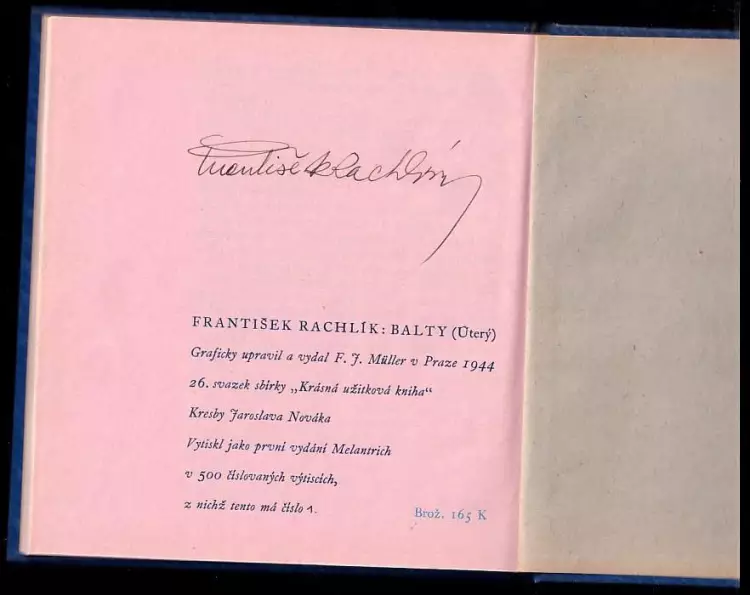 František Rachlík
FRANTIŠEK RACHLÍK: BALTY (Úterý)
Graficky upravil a vydal F. J. Müller v Praze 1944
26. svazek sbírky „Krásná užitková kniha“
Kresby Jaroslava Nováka
Vytiskl jako první vydání Melantrich
v 500 číslovaných výtiscích,
z nichž tento má číslo 1.
Brož. 165 K